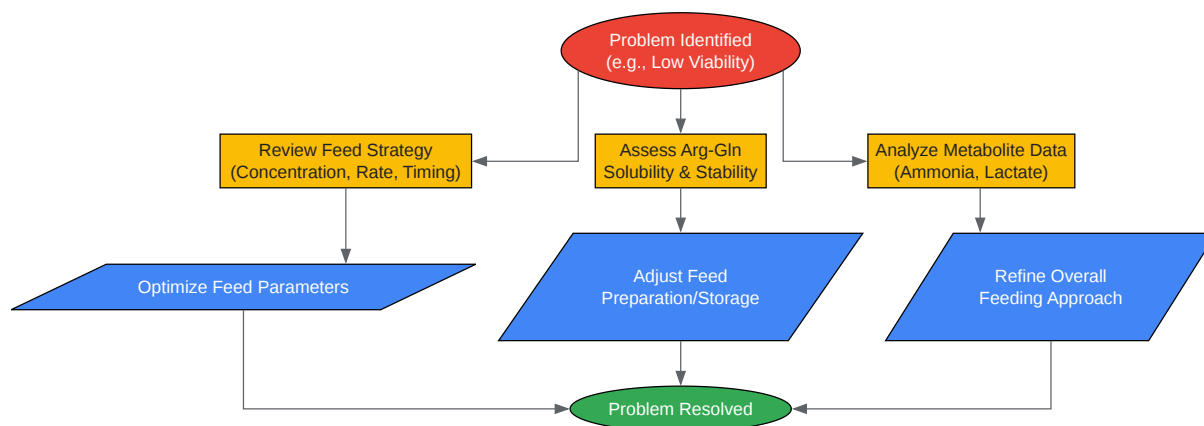 Problem Identified
(e.g., Low Viability)
Review Feed Strategy
(Concentration, Rate, Timing)
Assess Arg-Gln
Solubility & Stability
Analyze Metabolite Data
(Ammonia, Lactate)
Optimize Feed Parameters
Adjust Feed
Preparation/Storage
Refine Overall
Feeding Approach
Problem Resolved